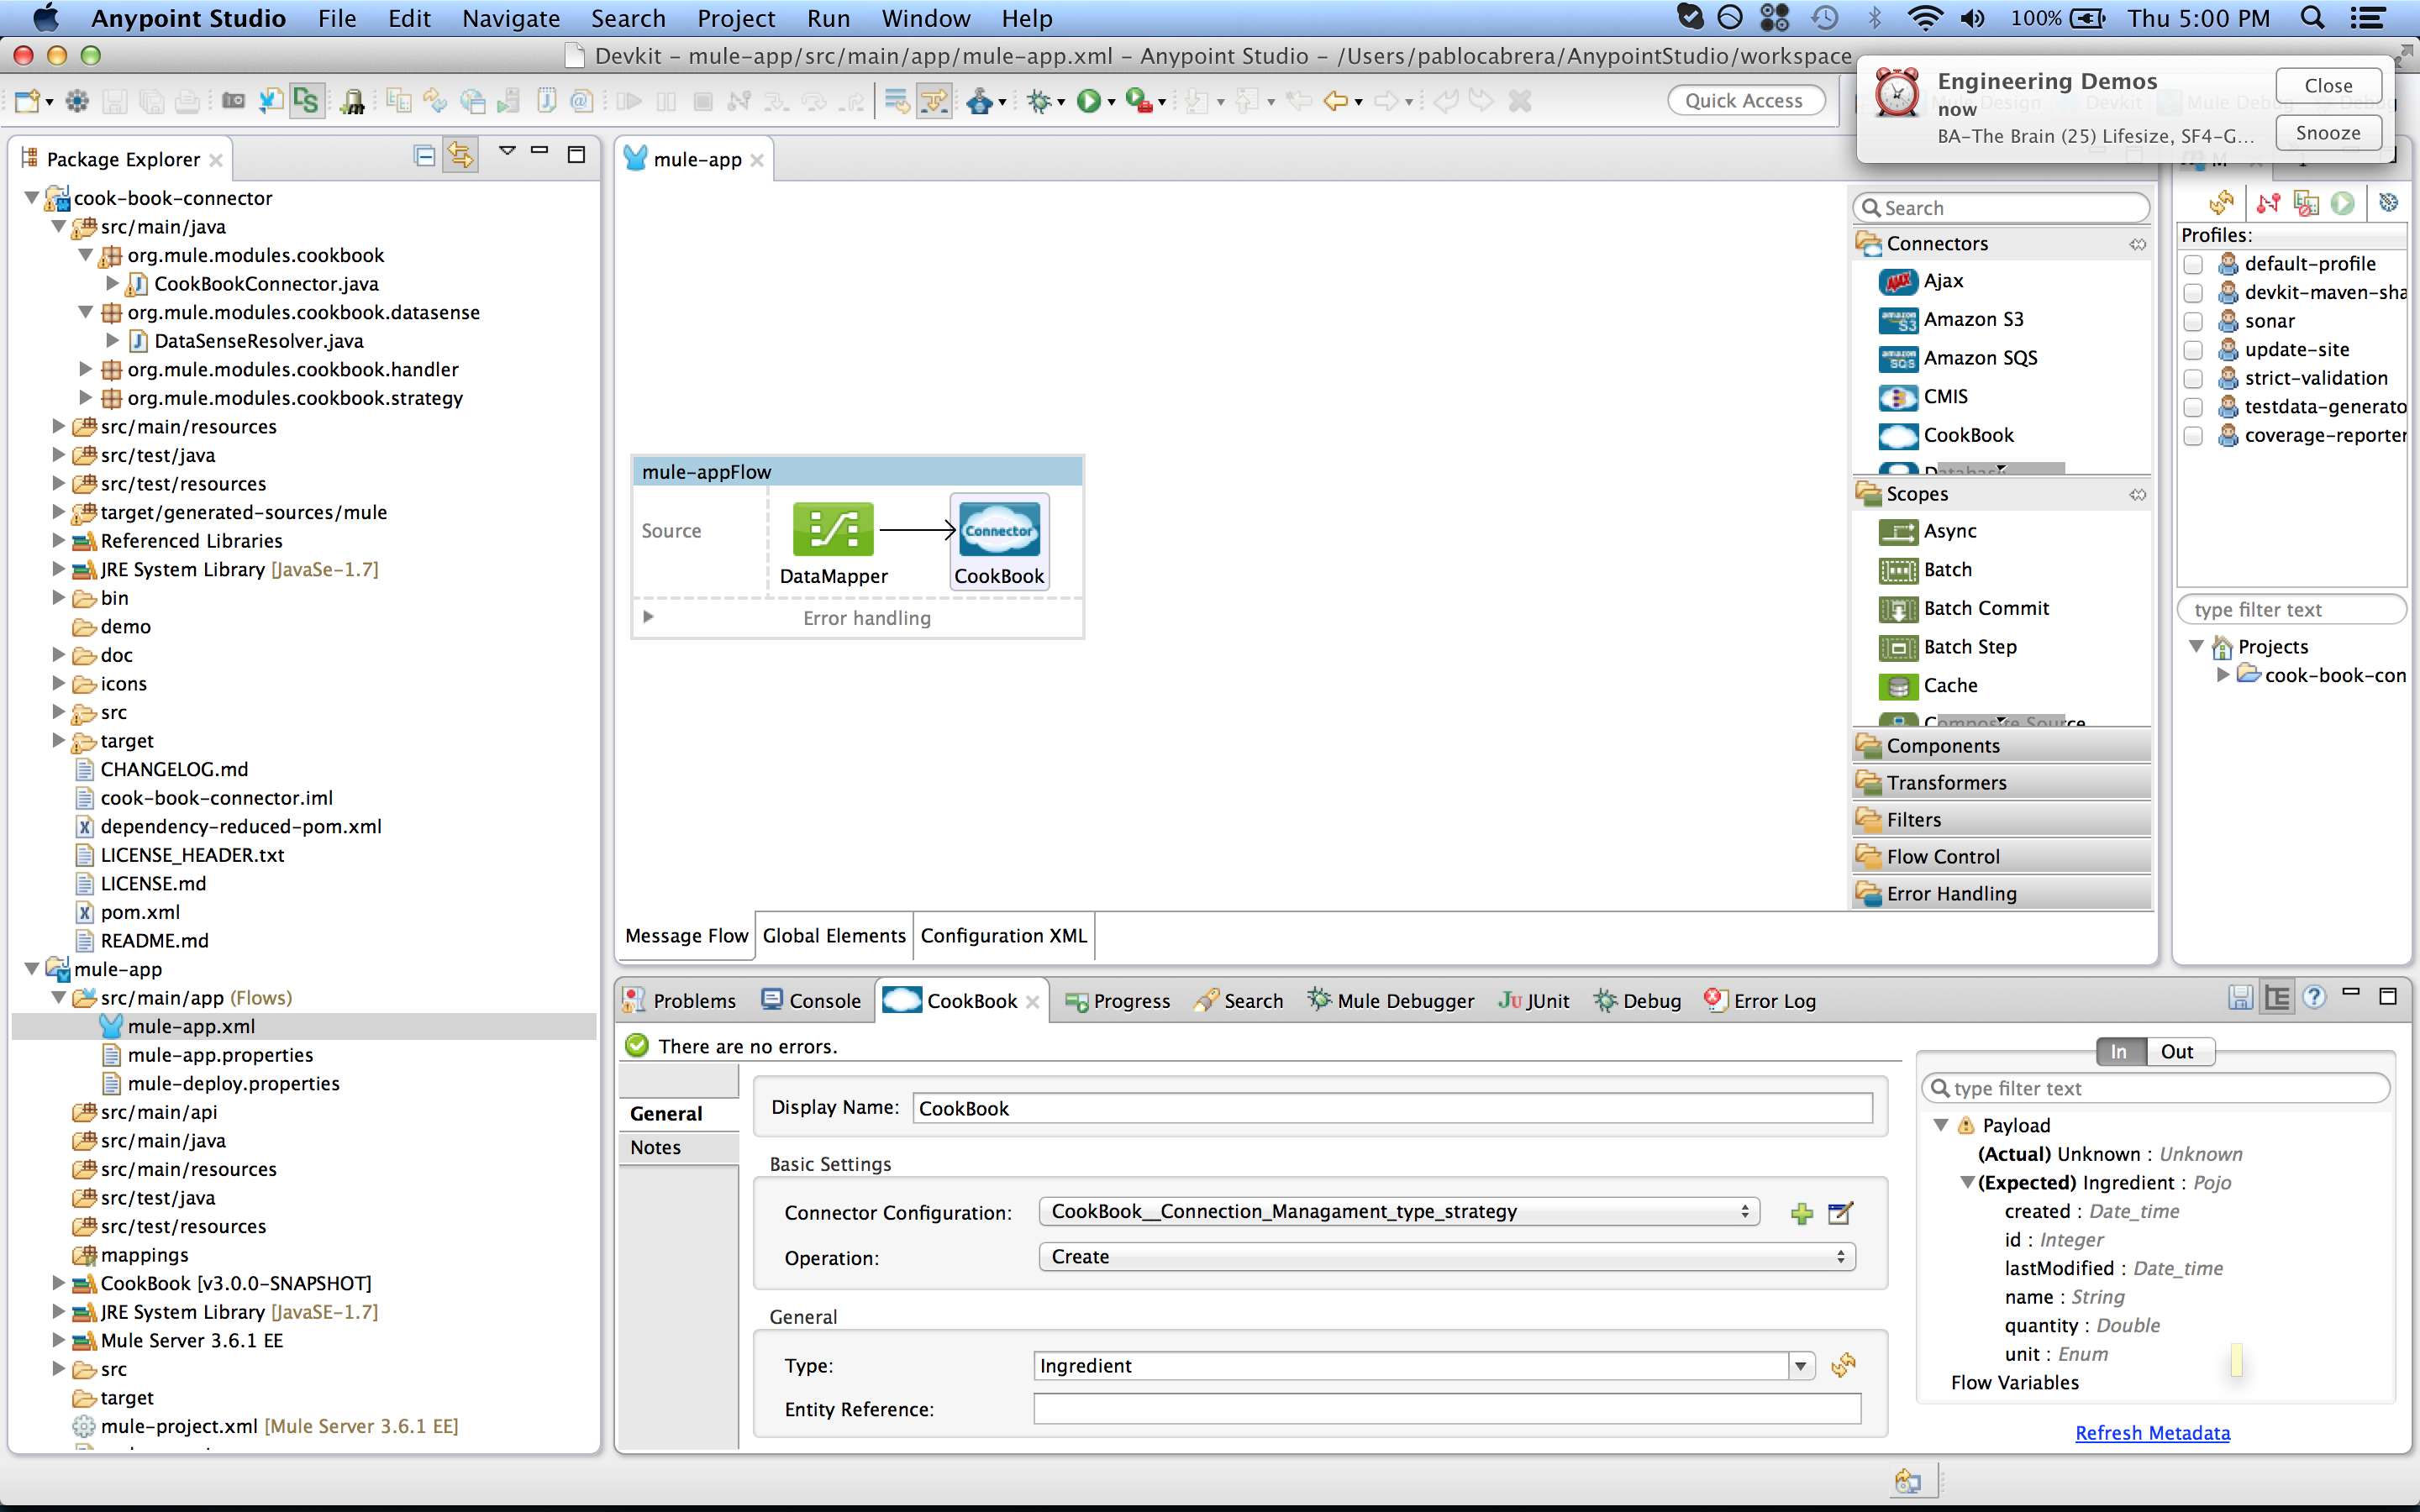 Anypoint Studio File Edit Navigate Search Project Run Window Help 100% Thu 5:00 PM
Devkit – mule-app/src/main/app/mule-app.xml – Anypoint Studio – /Users/pablocabrera/AnypointStudio/workspace
Engineering Demos
now
BA-The Brain (25) Lifesize, SF4-G...
Close
Snooze
Quick Access
Package Explorer
cook-book-connector
src/main/java
org.mule.modules.cookbook
CookBookConnector.java
org.mule.modules.cookbook.datasense
DataSenseResolver.java
org.mule.modules.cookbook.handler
org.mule.modules.cookbook.strategy
src/main/resources
src/test/java
src/test/resources
target/generated-sources/mule
Referenced Libraries
JRE System Library [JavaSe-1.7]
bin
demo
doc
icons
src
target
CHANGELOG.md
cook-book-connector.iml
dependency-reduced-pom.xml
LICENSE_HEADER.txt
LICENSE.md
pom.xml
README.md
mule-app
src/main/app (Flows)
mule-app.xml
mule-app.properties
mule-deploy.properties
src/main/api
src/main/java
src/main/resources
src/test/java
src/test/resources
mappings
CookBook [v3.0.0-SNAPSHOT]
JRE System Library [JavaSE-1.7]
Mule Server 3.6.1 EE
src
target
mule-project.xml [Mule Server 3.6.1 EE]
mule-app
mule-appFlow
Source
Connector
DataMapper
CookBook
Error handling
Message Flow
Global Elements
Configuration XML
Search
Connectors
Ajax
Amazon S3
Amazon SQS
CMIS
CookBook
Database
Scopes
Async
Batch
Batch Commit
Batch Step
Cache
Composite Source
Components
Transformers
Filters
Flow Control
Error Handling
Profiles:
default-profile
devkit-maven-sha
sonar
update-site
strict-validation
testdata-generato
coverage-reporter
type filter text
Projects
cook-book-con
Problems
Console
CookBook
Progress
Search
Mule Debugger
JUnit
Debug
Error Log
There are no errors.
General
Notes
Display Name: CookBook
Basic Settings
Connector Configuration: CookBook__Connection_Managament_type_strategy
Operation: Create
General
Type: Ingredient
Entity Reference:
In
Out
type filter text
Payload
(Actual) Unknown : Unknown
(Expected) Ingredient : Pojo
created : Date_time
id : Integer
lastModified : Date_time
name : String
quantity : Double
unit : Enum
Flow Variables
Refresh Metadata